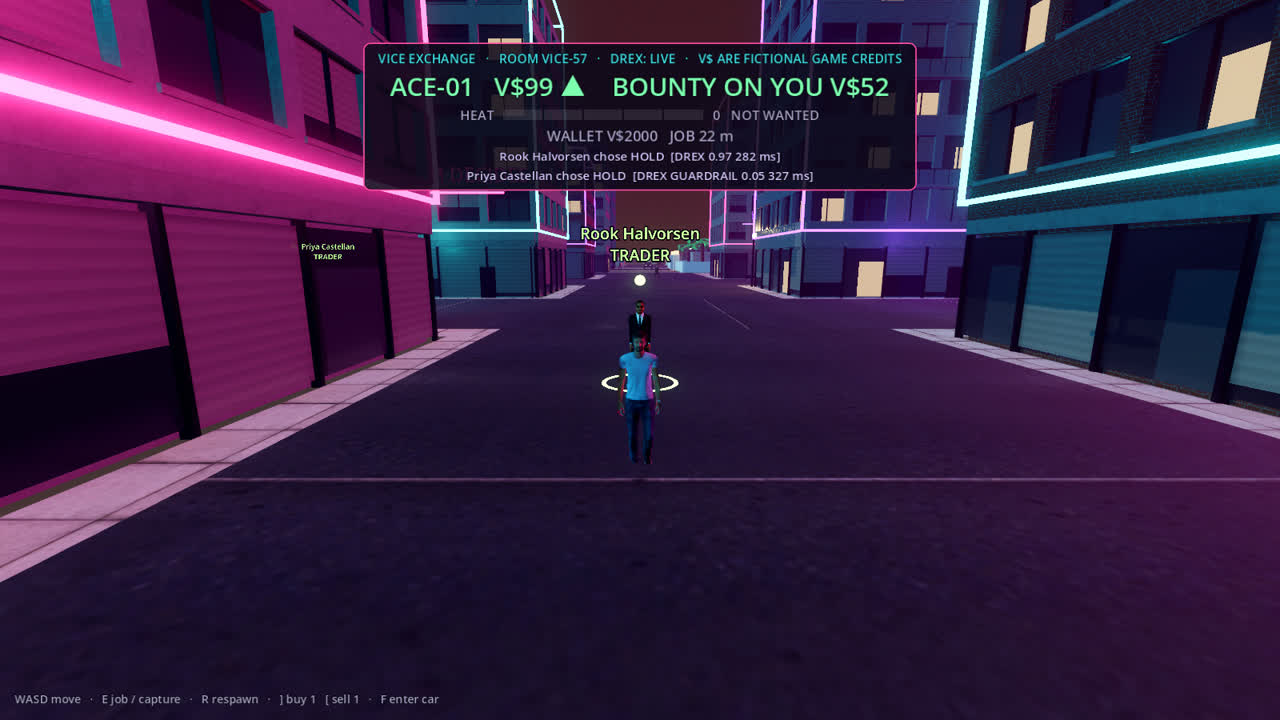 VICE EXCHANGE · ROOM VICE-57 · DREX: LIVE · V$ ARE FICTIONAL GAME CREDITS
ACE-01 V$99 ▲ BOUNTY ON YOU V$52
HEAT 0 NOT WANTED
WALLET V$2000 JOB 22 m
Rook Halvorsen chose HOLD [DREX 0.97 282 ms]
Priya Castellan chose HOLD [DREX GUARDRAIL 0.05 327 ms]
Rook Halvorsen
TRADER
Priya Castellan
TRADER
WASD move · E job / capture · R respawn · ] buy 1 [ sell 1 · F enter car